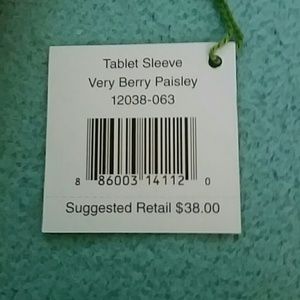 Tablet Sleeve
Very Berry Paisley
12038-063
8 86003 14112 0
Suggested Retail $38.00